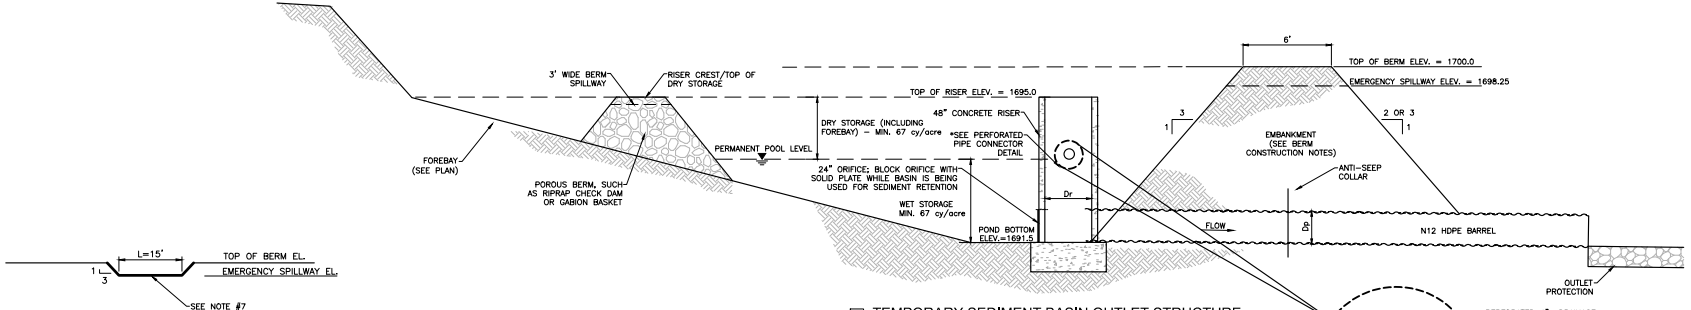 6'
TOP OF BERM ELEV. = 1700.0
EMERGENCY SPILLWAY ELEV. = 1698.25
3' WIDE BERM
SPILLWAY
RISER CREST/TOP OF
DRY STORAGE
TOP OF RISER ELEV. = 1695.0
48" CONCRETE RISER
*SEE PERFORATED
PIPE CONNECTOR
DETAIL
DRY STORAGE (INCLUDING
FOREBAY) - MIN. 67 cy/acre
PERMANENT POOL LEVEL
3
1
2 OR 3
1
EMBANKMENT
(SEE BERM
CONSTRUCTION NOTES)
ANTI-SEEP
COLLAR
FOREBAY
(SEE PLAN)
POROUS BERM, SUCH
AS RIPRAP CHECK DAM
OR GABION BASKET
24" ORIFICE; BLOCK ORIFICE WITH
SOLID PLATE WHILE BASIN IS BEING
USED FOR SEDIMENT RETENTION
WET STORAGE
MIN. 67 cy/acre
Dr
POND BOTTOM
ELEV.=1691.5
FLOW
Dp
N12 HDPE BARREL
OUTLET
PROTECTION
L=15'
TOP OF BERM EL.
EMERGENCY SPILLWAY EL.
1
3
SEE NOTE #7
TEMPORARY SEDIMENT BASIN OUTLET STRUCTURE